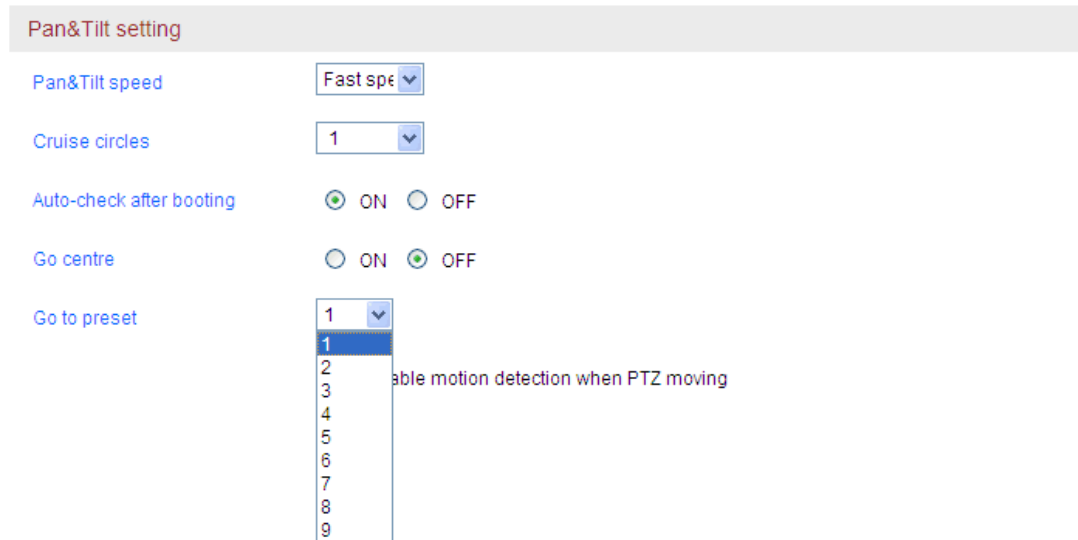 Pan&Tilt setting
Pan&Tilt speed Fast spe
Cruise circles 1
Auto-check after booting ON OFF
Go centre ON OFF
Go to preset 1
1
2
able motion detection when PTZ moving
3
4
5
6
7
8
9